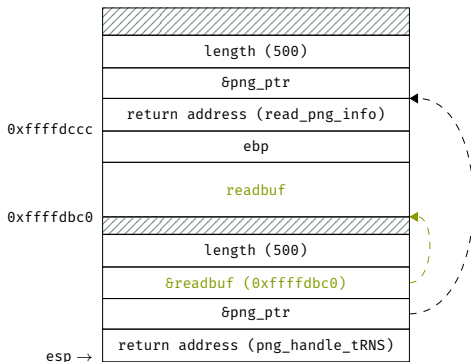 length (500)
&png_ptr
return address (read_png_info)
0xffffdccc
ebp
readbuf
0xffffdbc0
length (500)
&readbuf (0xffffdbc0)
&png_ptr
return address (png_handle_tRNS)
esp →